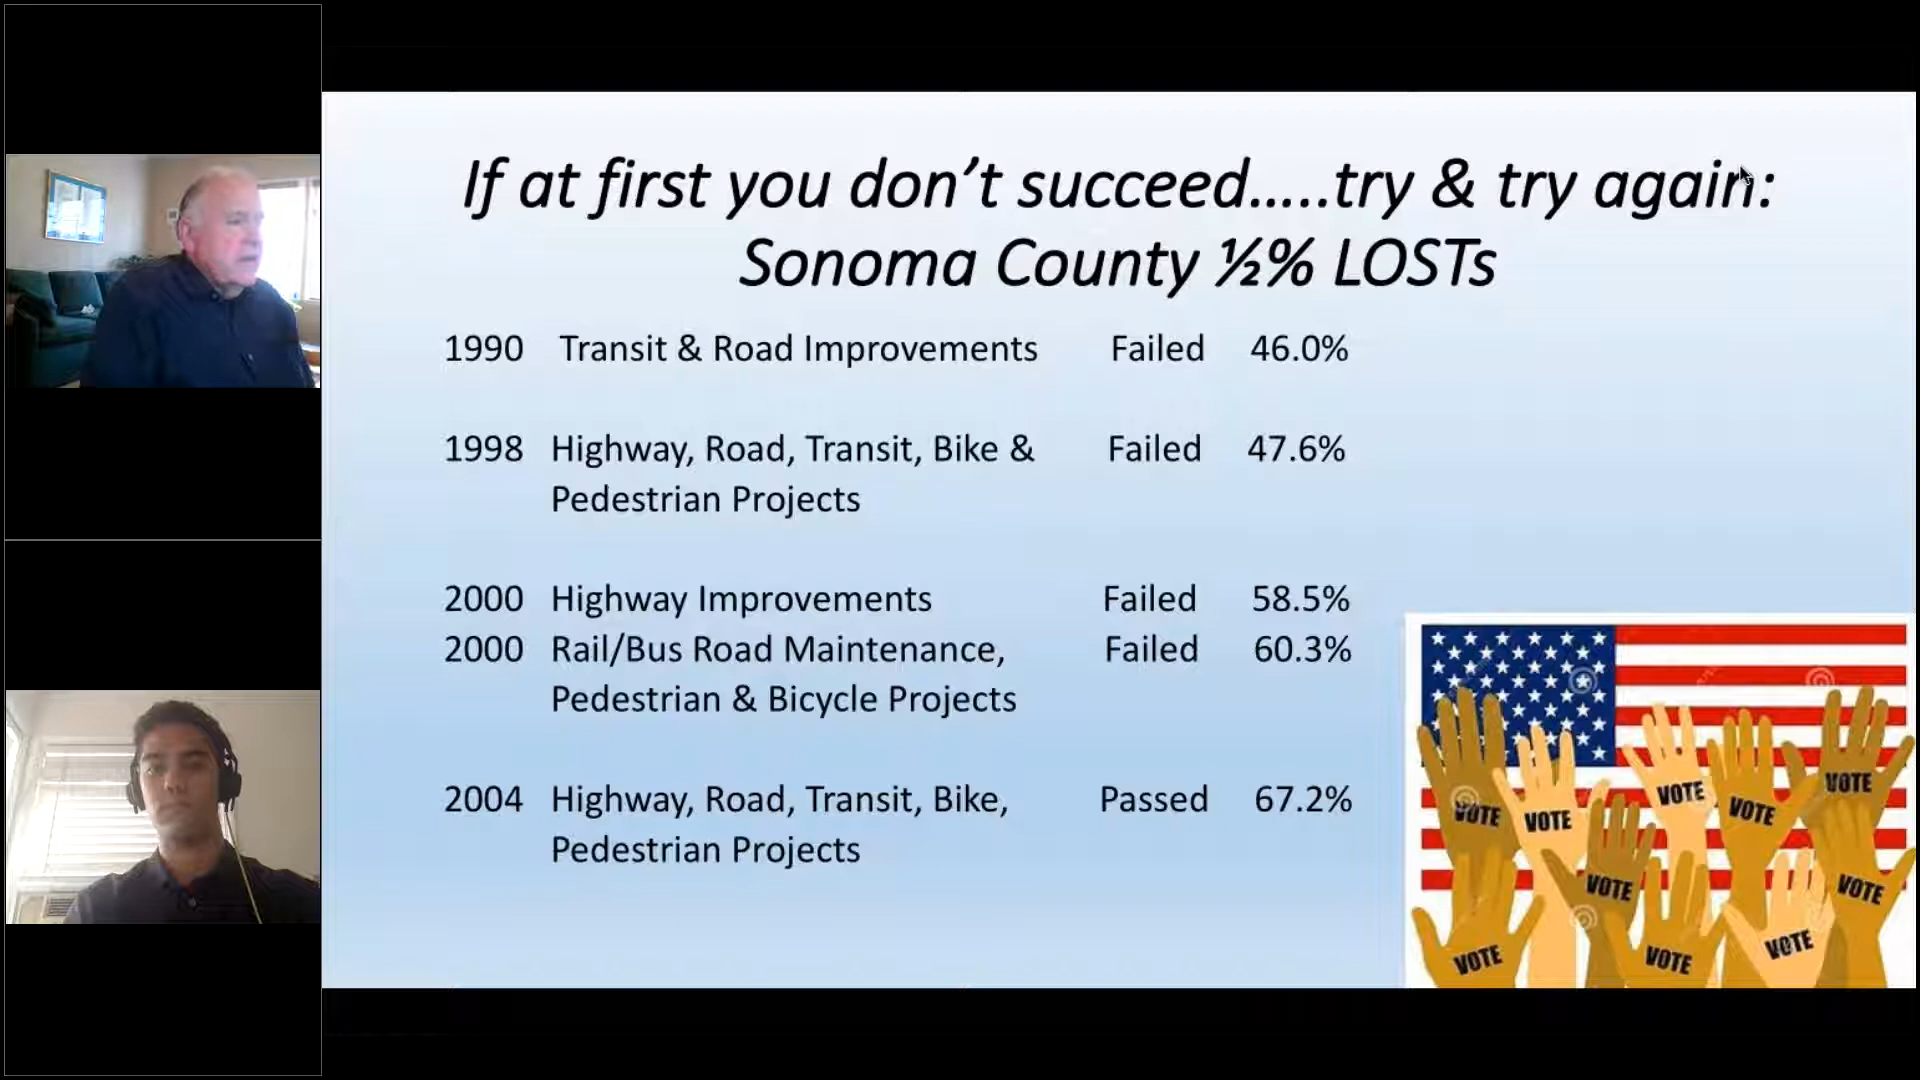 If at first you don’t succeed.....try & try again:
Sonoma County ½% LOSTs
1990 Transit & Road Improvements Failed 46.0%
1998 Highway, Road, Transit, Bike & Failed 47.6%
Pedestrian Projects
2000 Highway Improvements Failed 58.5%
2000 Rail/Bus Road Maintenance, Failed 60.3%
Pedestrian & Bicycle Projects
2004 Highway, Road, Transit, Bike, Passed 67.2%
Pedestrian Projects
VOTE
VOTE
VOTE
VOTE
VOTE
VOTE
VOTE
VOTE
VOTE
VOTE